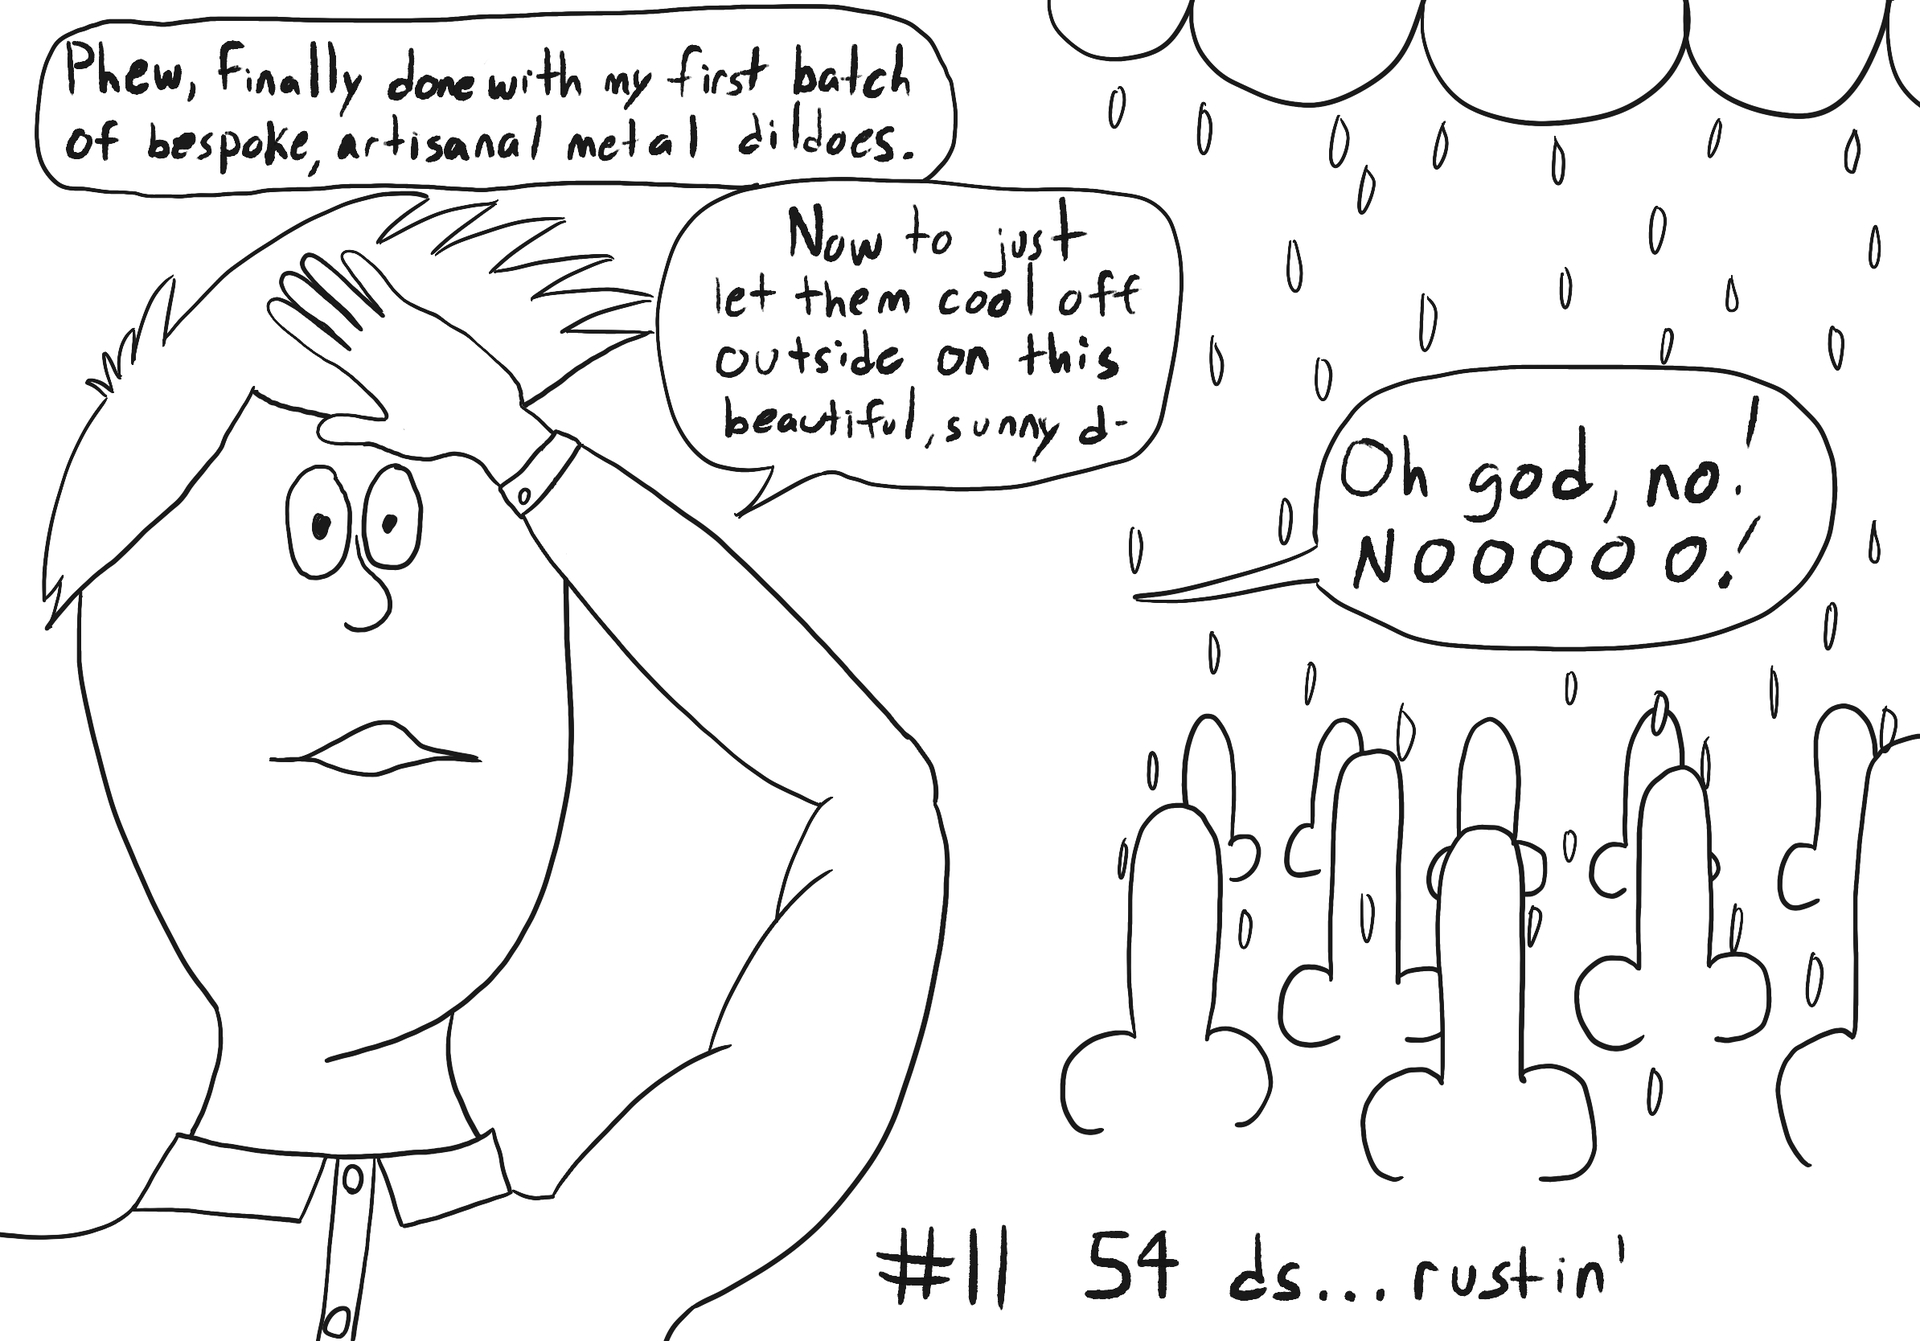 Phew, finally done with my first batch
of bespoke, artisanal metal dildoes.
Now to just
let them cool off
outside on this
beautiful, sunny d-
Oh god, no!
NOOOOO!
#11 54 ds... rustin'